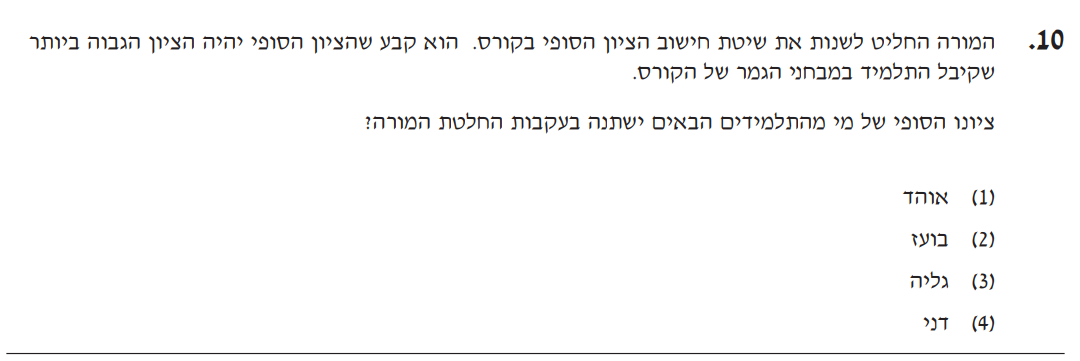 10. המורה החליט לשנות את שיטת חישוב הציון הסופי בקורס. הוא קבע שהציון הסופי יהיה הציון הגבוה ביותר
שקיבל התלמיד במבחני הגמר של הקורס.
ציונו הסופי של מי מהתלמידים הבאים ישתנה בעקבות החלטת המורה?
(1) אוהד
(2) בועז
(3) גליה
(4) דני